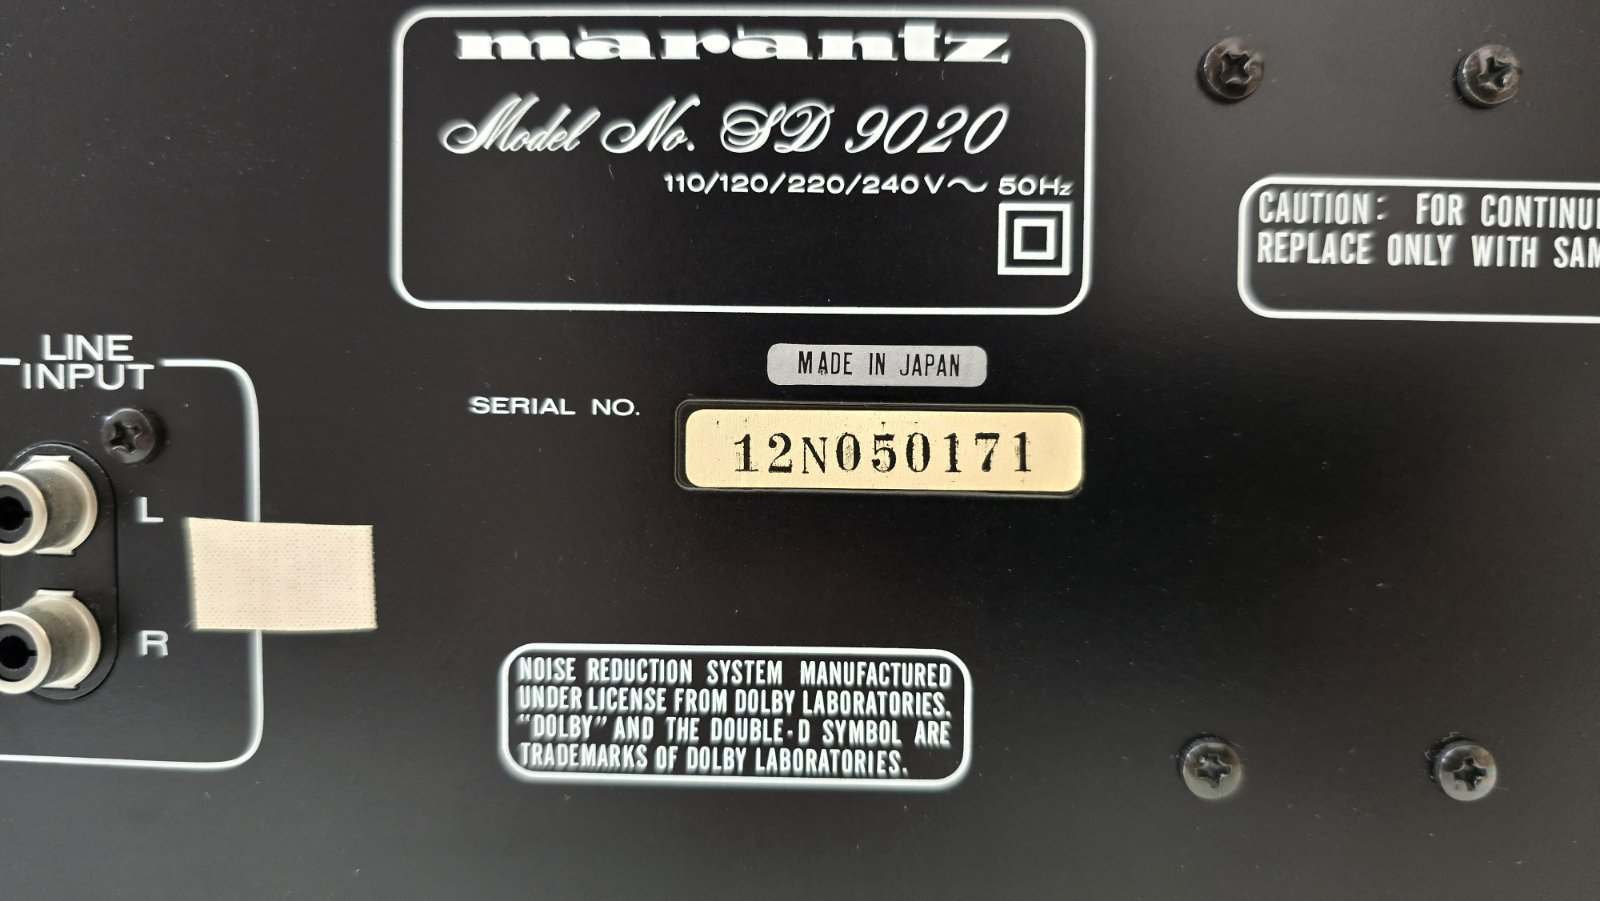 marantz
Model No. SD 9020
110/120/220/240V～ 50Hz
CAUTION: FOR CONTINU
REPLACE ONLY WITH SAM
LINE
INPUT
MADE IN JAPAN
SERIAL NO.
12N050171
L
R
NOISE REDUCTION SYSTEM MANUFACTURED
UNDER LICENSE FROM DOLBY LABORATORIES.
“DOLBY” AND THE DOUBLE-D SYMBOL ARE
TRADEMARKS OF DOLBY LABORATORIES.